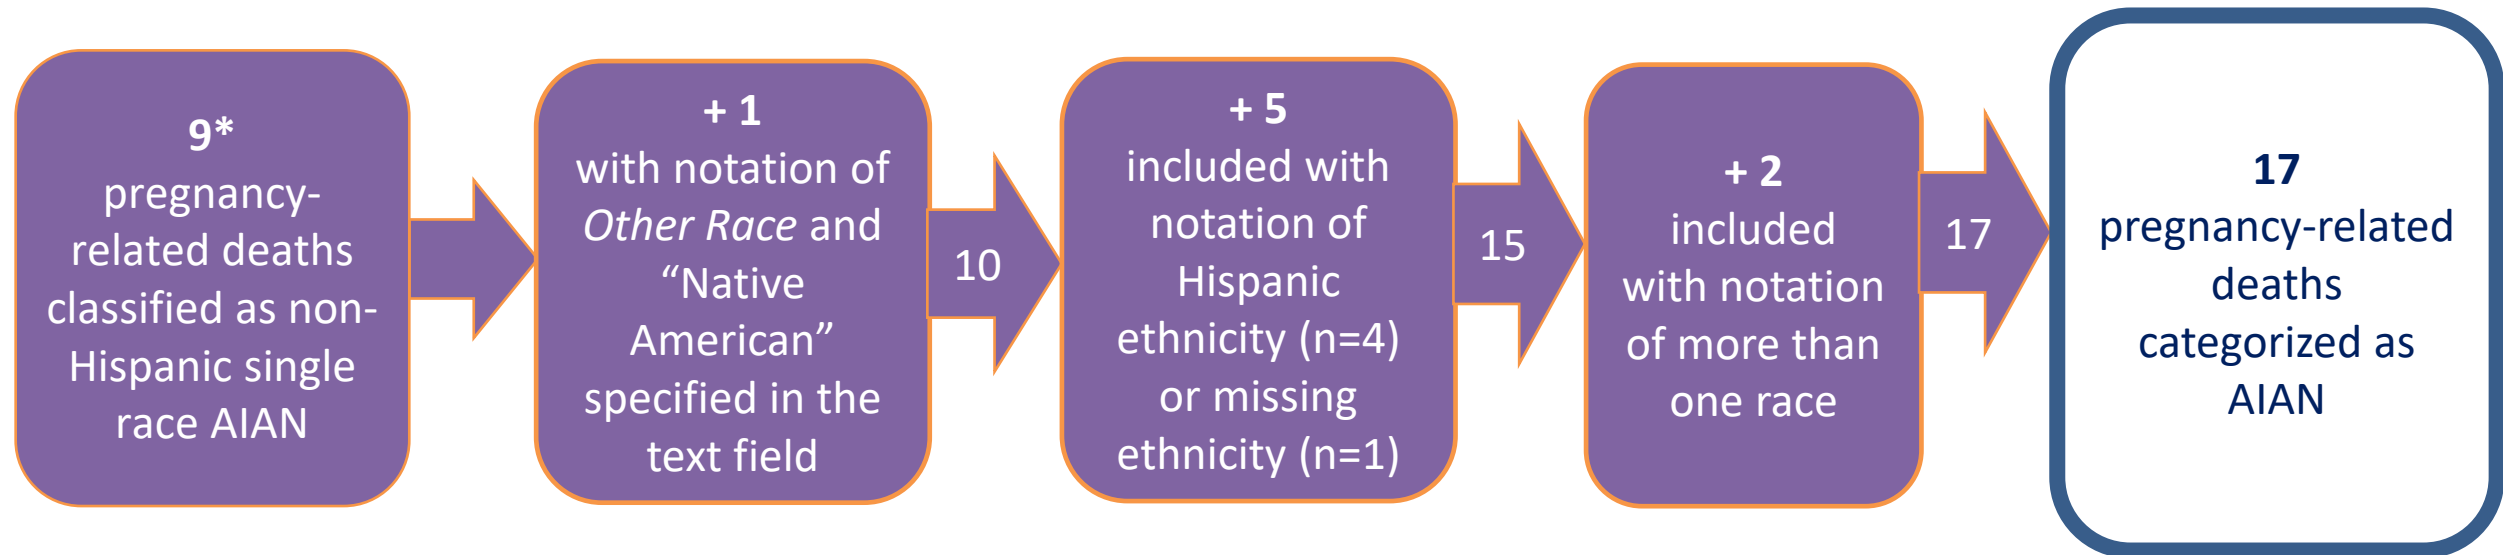 9*
pregnancy-
related deaths
classified as non-
Hispanic single
race AIAN
+ 1
with notation of
Other Race and
“Native
American”
specified in the
text field
10
+ 5
included with
notation of
Hispanic
ethnicity (n=4)
or missing
ethnicity (n=1)
15
+ 2
included
with notation
of more than
one race
17
17
pregnancy-related
deaths
categorized as
AIAN